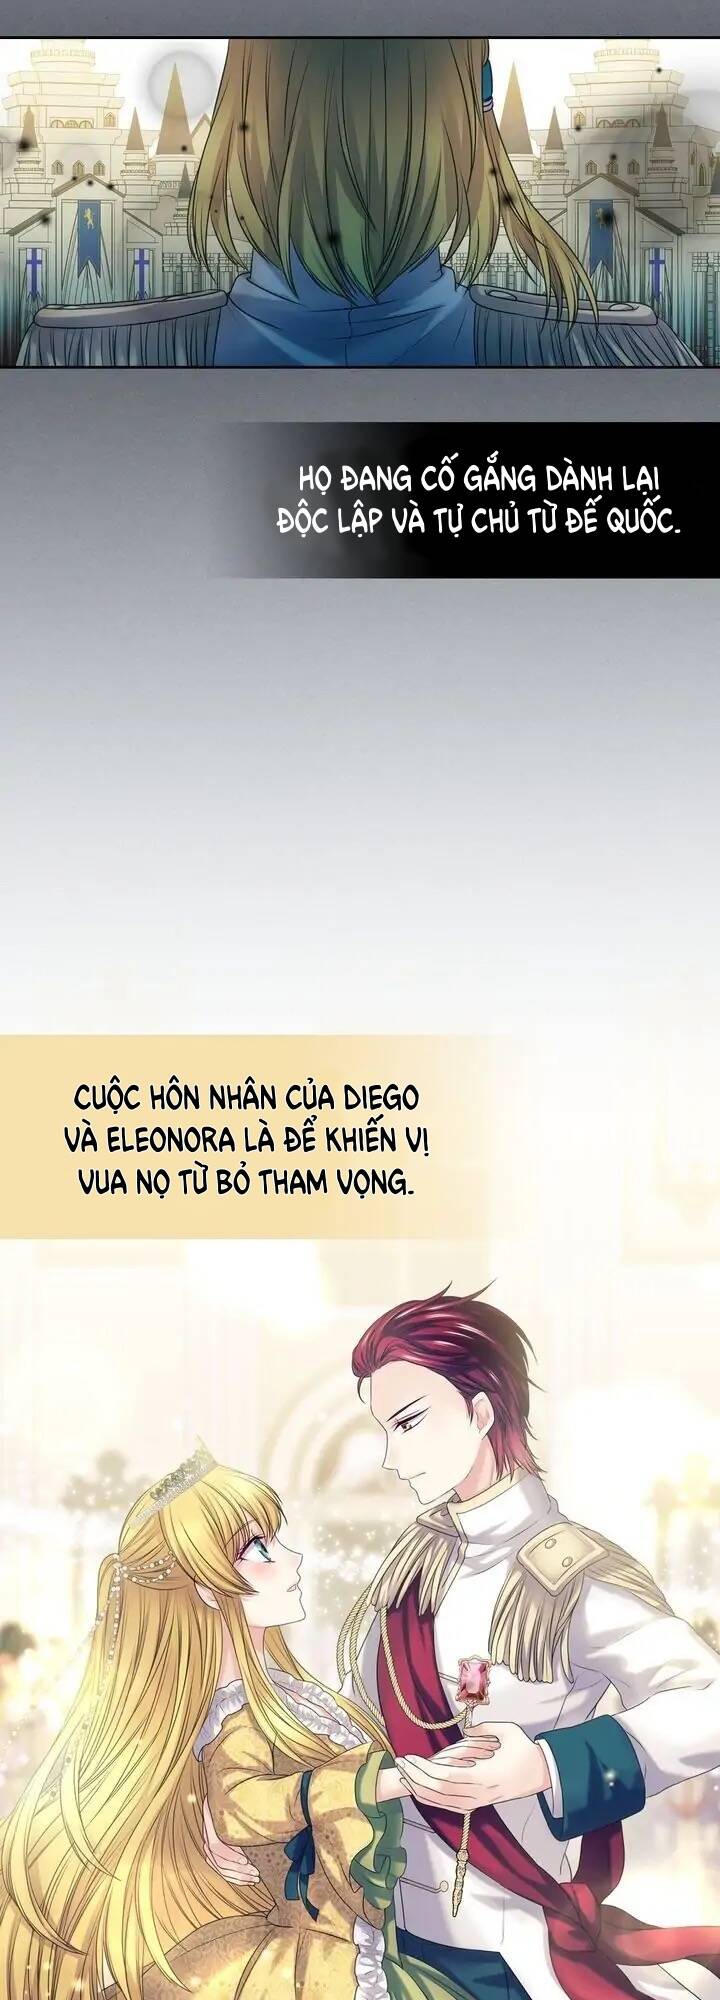 HỌ ĐANG CỐ GẮNG DÀNH LẠI
ĐỘC LẬP VÀ TỰ CHỦ TỪ ĐẾ QUỐC.
CUỘC HÔN NHÂN CỦA DIEGO
VÀ ELEONORA LÀ ĐỂ KHIẾN VỊ
VUA NỌ TỪ BỎ THAM VỌNG.